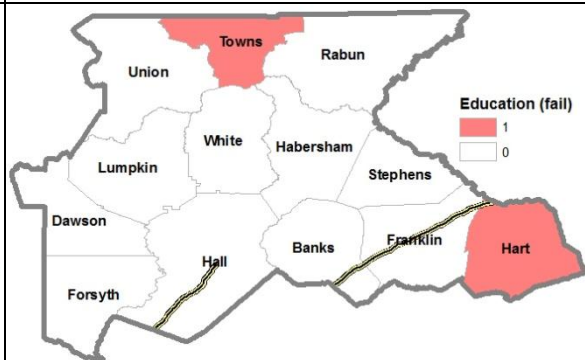 Towns
Union
Rabun
Education (fail)
1
0
White
Habersham
Lumpkin
Stephens
Dawson
Hall
Banks
Franklin
Hart
Forsyth